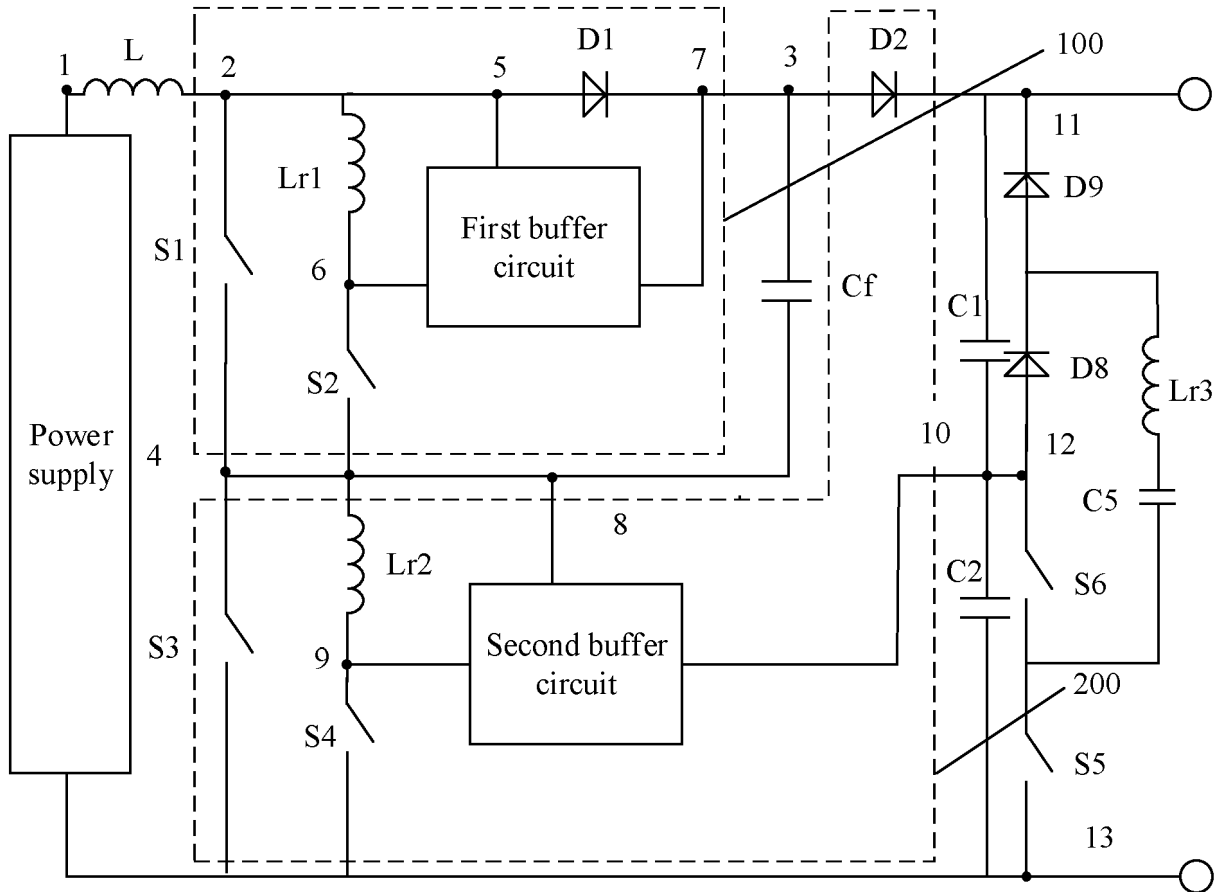 1
L
2
5
D1
7
3
D2
100
11
Lr1
First buffer
circuit
D9
S1
6
Cf
C1
S2
D8
Lr3
Power
supply
4
10
12
C5
8
Lr2
C2
S6
S3
9
Second buffer
circuit
200
S4
S5
13